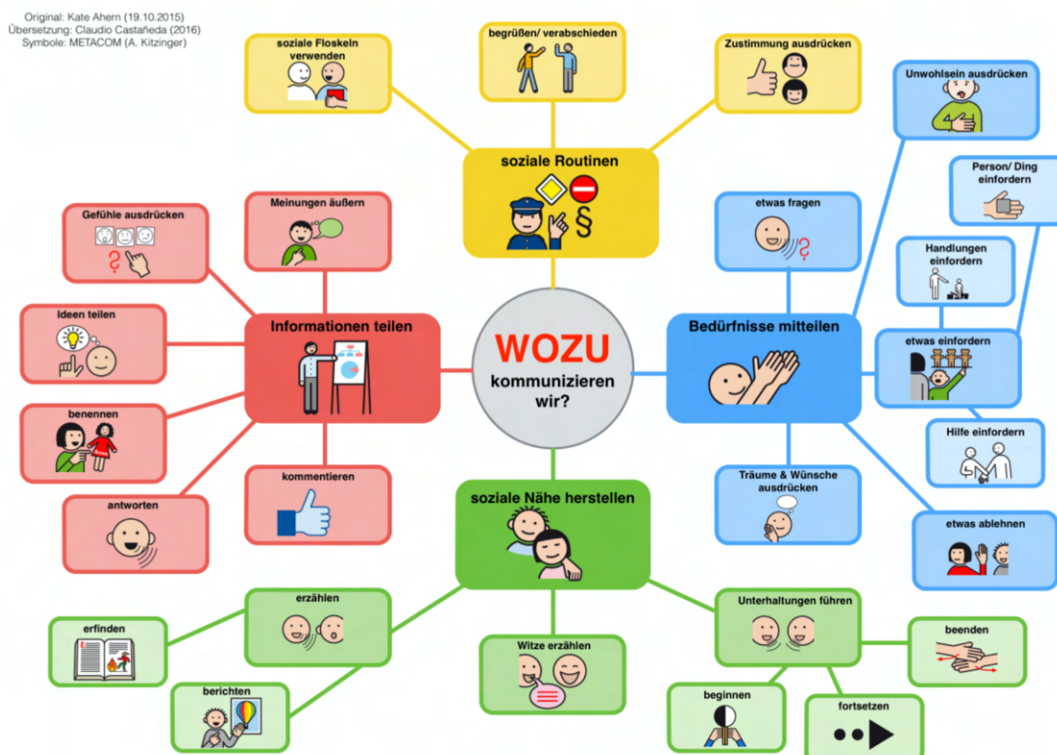 Original: Kate Ahern (19.10.2015)
Übersetzung: Claudio Castañeda (2016)
Symbole: METACOM (A. Kitzinger)
soziale Floskeln
verwenden
begrüßen/ verabschieden
Zustimmung ausdrücken
Unwohlsein ausdrücken
soziale Routinen
§
Person/ Ding
einfordern
Gefühle ausdrücken
?
Meinungen äußern
etwas fragen
?
Handlungen
einfordern
Ideen teilen
Informationen teilen
WOZU
kommunizieren
wir?
Bedürfnisse mitteilen
etwas einfordern
benennen
Hilfe einfordern
kommentieren
soziale Nähe herstellen
Träume & Wünsche
ausdrücken
antworten
etwas ablehnen
erzählen
Unterhaltungen führen
erfinden
Witze erzählen
beenden
berichten
beginnen
fortsetzen